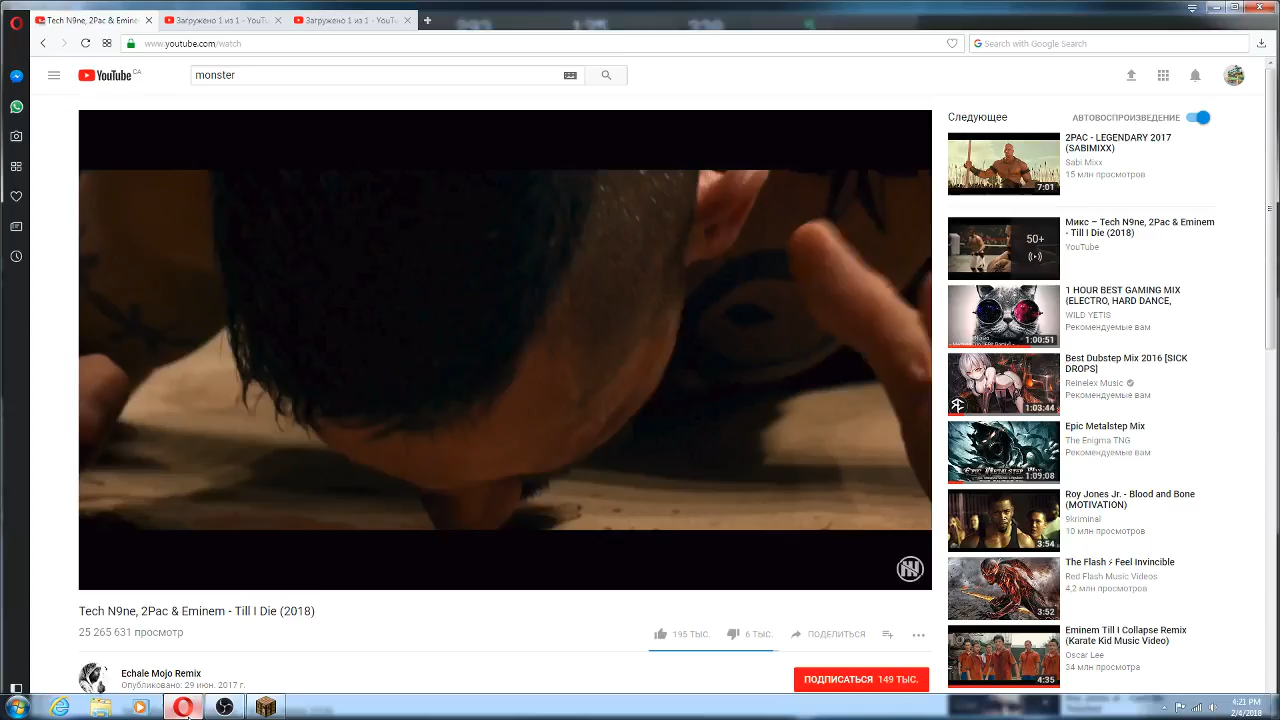 Tech N9ne, 2Pac & Emine
Загружено 1 из 1 - YouTu
Загружено 1 из 1 - YouTu
www.youtube.com/watch
Search with Google Search
YouTube CA
monster
Следующее
АВТОВОСПРОИЗВЕДЕНИЕ
2PAC - LEGENDARY 2017
(SABIMIXX)
Sabi Mixx
15 млн просмотров
7:01
Микс – Tech N9ne, 2Pac & Eminem
- Till I Die (2018)
YouTube
50+
1 HOUR BEST GAMING MIX
{ELECTRO, HARD DANCE,
WILD YETIS
Рекомендуемые вам
1:00:51
Best Dubstep Mix 2016 [SICK
DROPS]
Reinelex Music
Рекомендуемые вам
1:03:44
Epic Metalstep Mix
The Enigma TNG
Рекомендуемые вам
1:09:08
Roy Jones Jr. - Blood and Bone
(MOTIVATION)
9kriminal
10 млн просмотров
3:54
The Flash ⚡ Feel Invincible
Red Flash Music Videos
4,2 млн просмотров
3:52
Eminem Till I Collapse Remix
(Karate Kid Music Video)
Oscar Lee
34 млн просмотров
4:35
Tech N9ne, 2Pac & Eminem - Till I Die (2018)
25 265 631 просмотр
195 ТЫС.
6 ТЫС.
ПОДЕЛИТЬСЯ
Echale Mojo Remix
Опубликовано: 29 июн. 2017 г.
ПОДПИСАТЬСЯ 149 ТЫС.
4:21 PM
2/4/2018